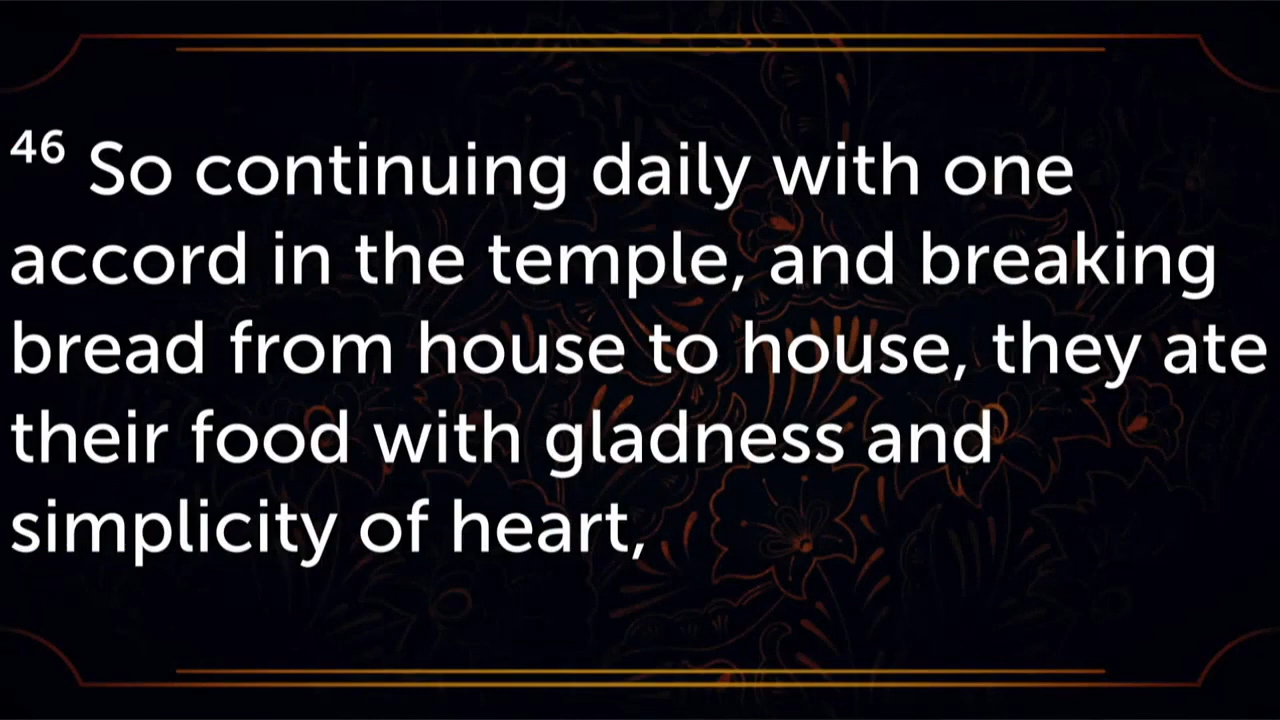 46 So continuing daily with one
accord in the temple, and breaking
bread from house to house, they ate
their food with gladness and
simplicity of heart,